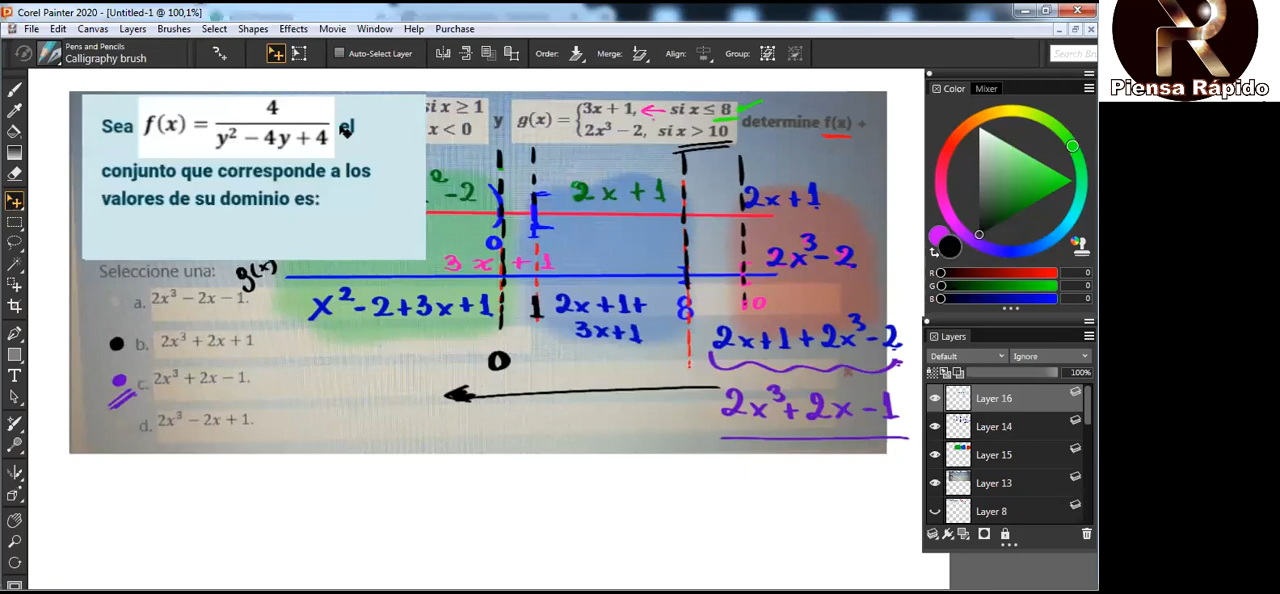 Corel Painter 2020 - [Untitled-1 @ 100,1%]
File Edit Canvas Layers Brushes Select Shapes Effects Movie Window Help Purchase
Pens and Pencils
Calligraphy brush
Auto-Select Layer
Order:
Merge:
Align:
Group:
Search Br
Piensa Rápido
Sea f(x) = 4 / (y² − 4y + 4) el
conjunto que corresponde a los
valores de su dominio es:
si x ≥ 1
x < 0
y g(x) = {3x + 1, si x ≤ 8
2x³ − 2, si x > 10
determine f(x) +
-2
2x+1
2x+1
0
3x+1
2x³-2
g(x)
x²-2+3x+1
1
2x+1+
3x+1
8
10
2x+1+2x³-2
0
2x³+2x-1
Seleccione una:
a. 2x³ − 2x − 1.
b. 2x³ + 2x + 1
c. 2x³ + 2x − 1.
d. 2x³ − 2x + 1.
Color Mixer
R 0
G 0
B 0
Layers
Default Ignore
100%
Layer 16
Layer 14
Layer 15
Layer 13
Layer 8